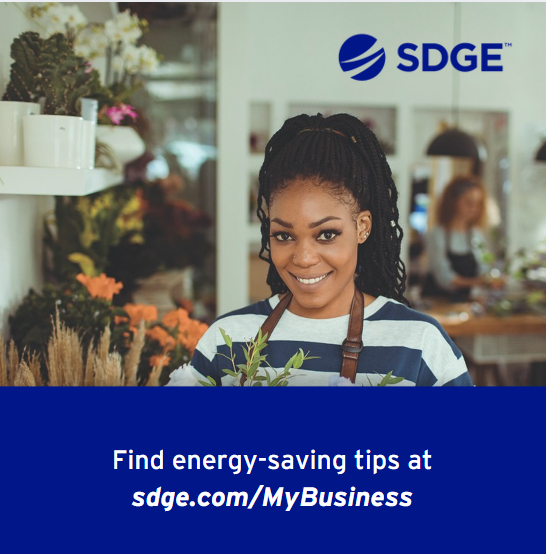 SDGE™
Find energy-saving tips at
sdge.com/MyBusiness